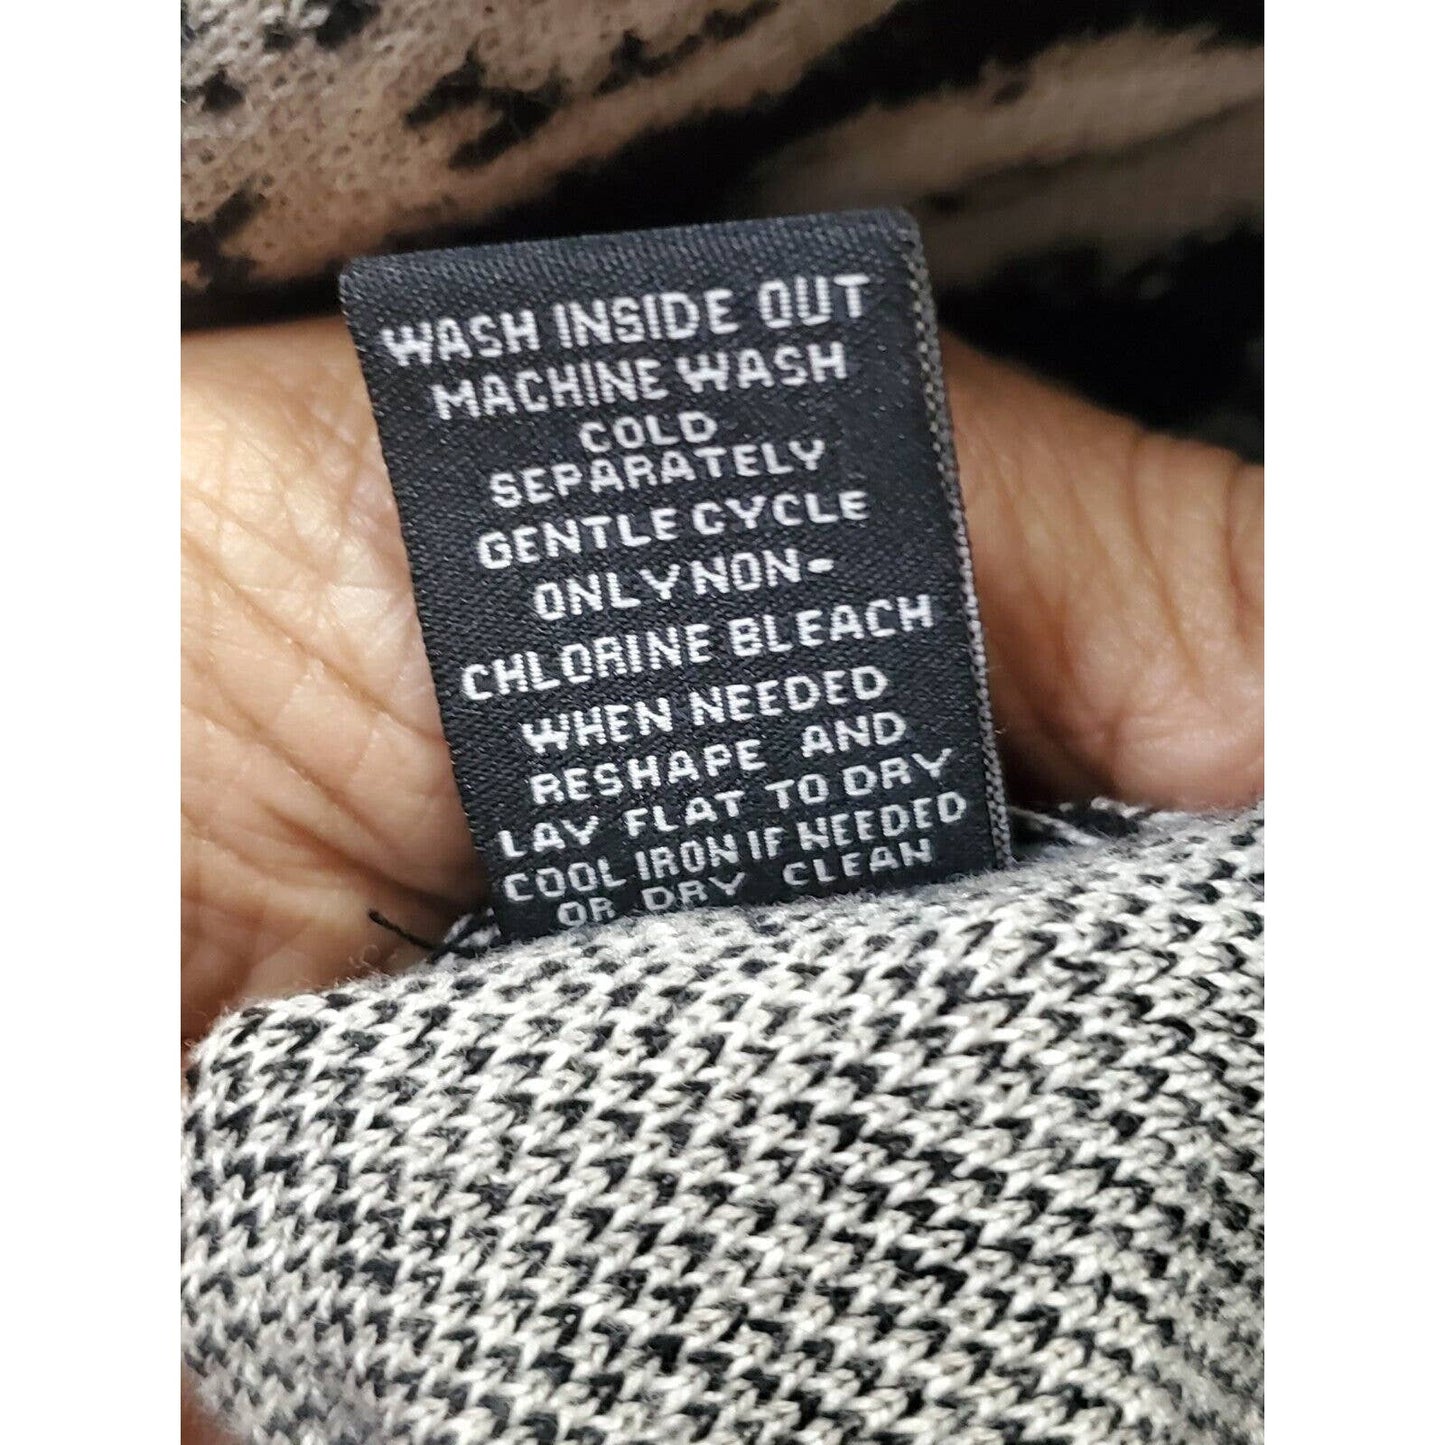 WASH INSIDE OUT
MACHINE WASH
COLD
SEPARATELY
GENTLE CYCLE
ONLY NON-
CHLORINE BLEACH
WHEN NEEDED
RESHAPE AND
LAY FLAT TO DRY
COOL IRON IF NEEDED
OR DRY CLEAN